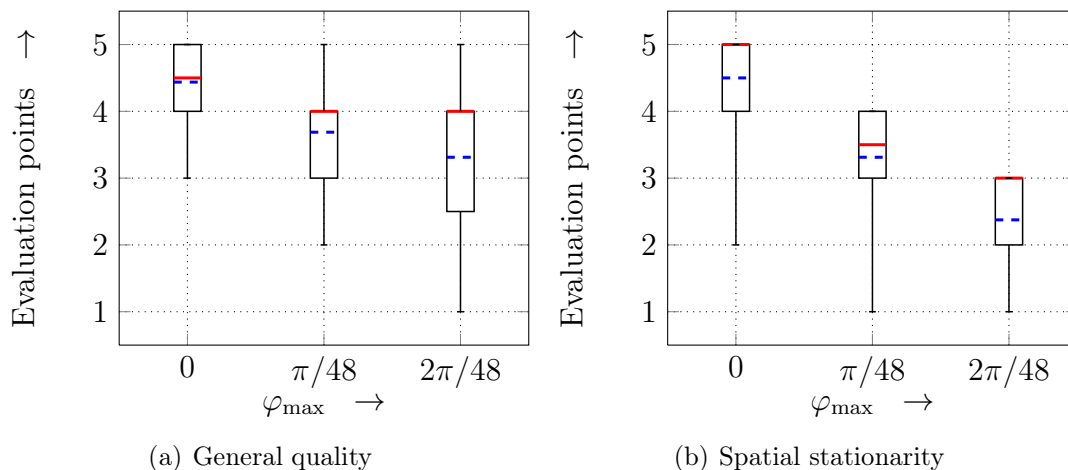 Evaluation points →
5
4
3
2
1
0
π/48
2π/48
φmax →
(a) General quality
Evaluation points →
5
4
3
2
1
0
π/48
2π/48
φmax →
(b) Spatial stationarity